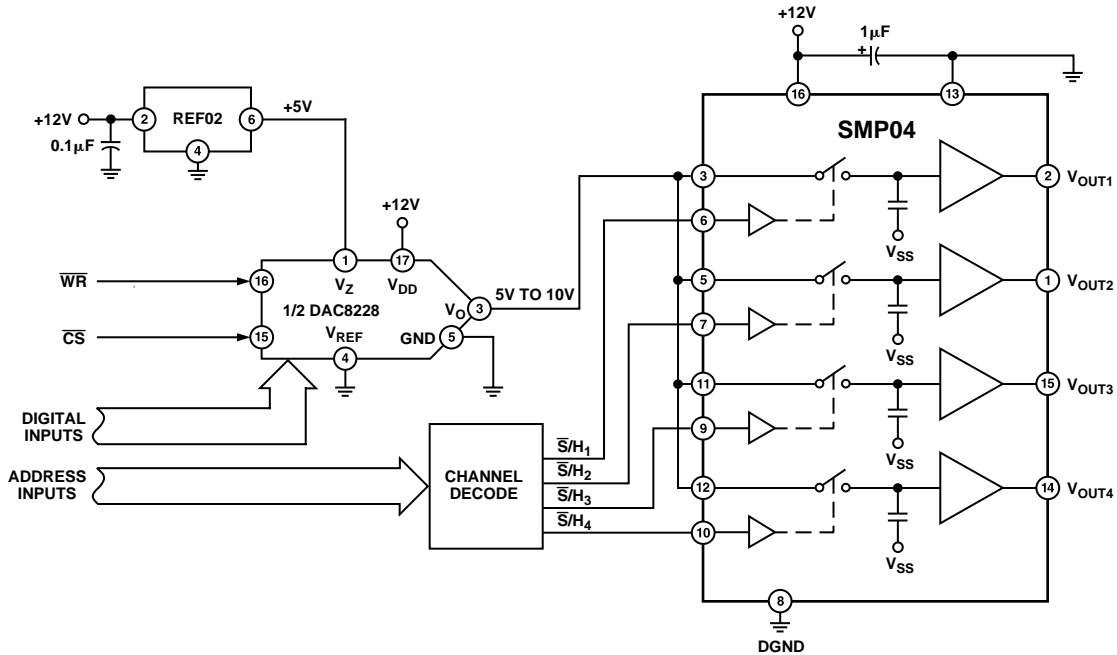 +12V
1µF
+
16
13
+12V
2
REF02
6
+5V
0.1µF
4
SMP04
3
2
VOUT1
6
VSS
+12V
1
17
VZ
VDD
WR
16
1/2 DAC8228
VO
3
5V TO 10V
CS
15
VREF
GND
5
4
5
1
VOUT2
7
VSS
11
15
VOUT3
9
VSS
DIGITAL
INPUTS
ADDRESS
INPUTS
CHANNEL
DECODE
S̅/H1
S̅/H2
S̅/H3
S̅/H4
12
14
VOUT4
10
VSS
8
DGND